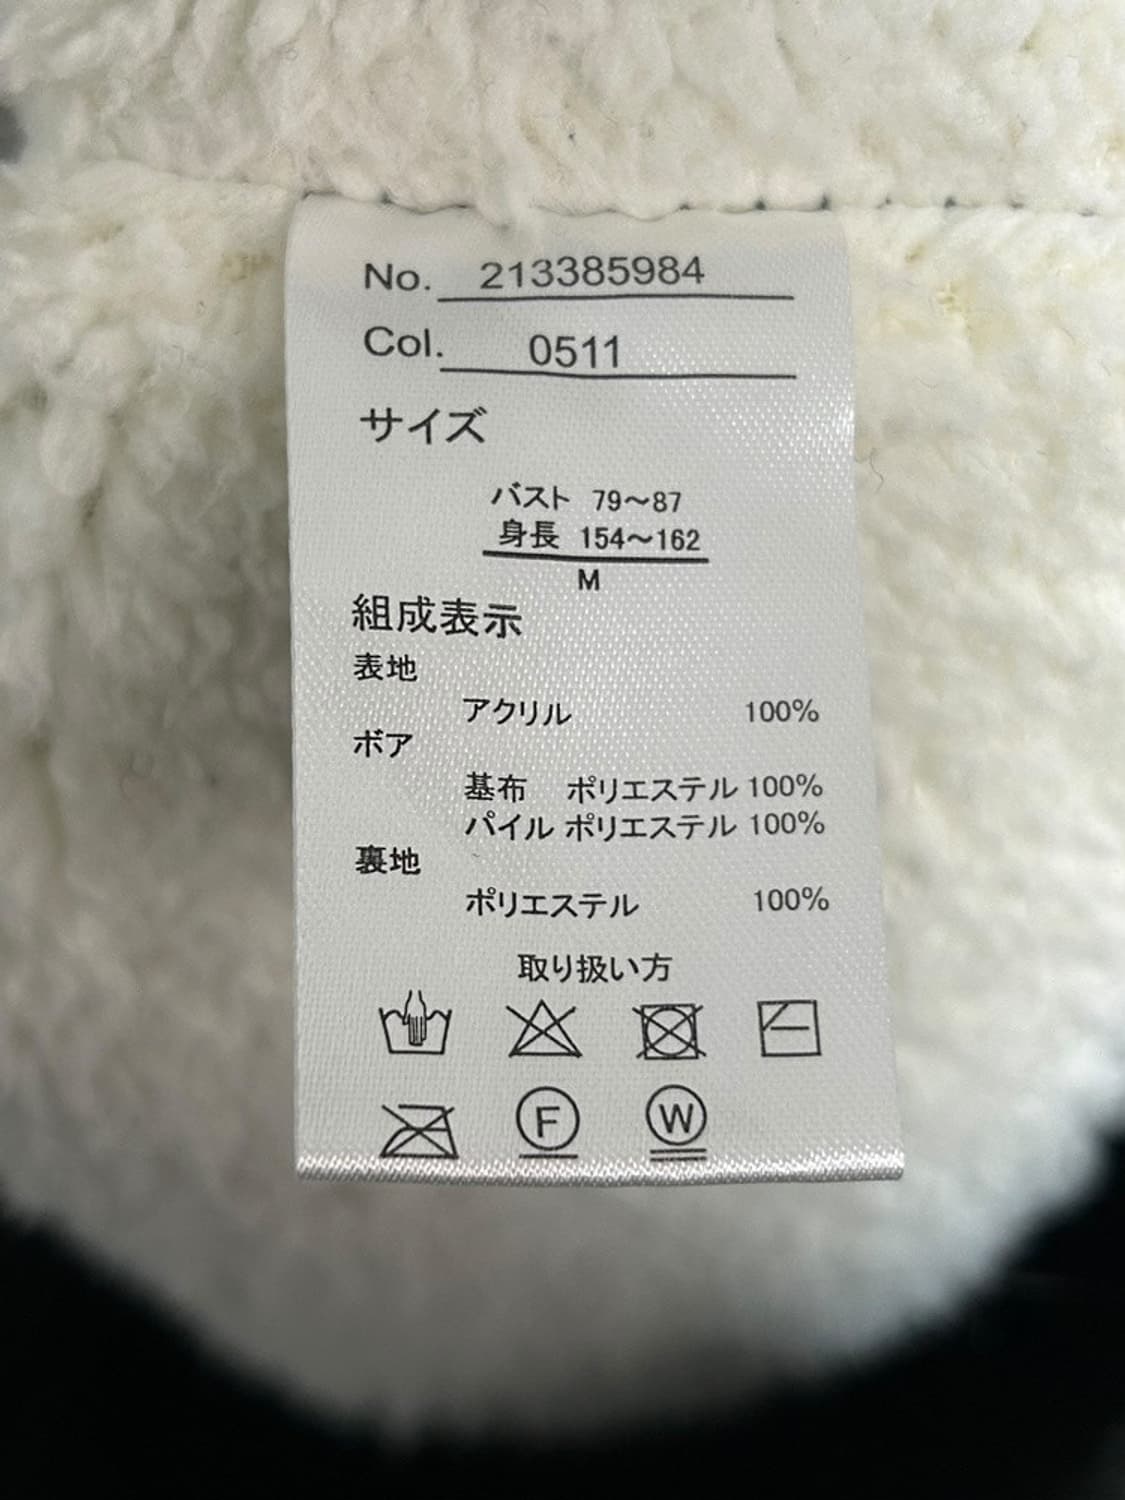 No. 213385984
Col. 0511
サイズ
バスト 79〜87
身長 154〜162
M
組成表示
表地
アクリル 100%
ボア
基布 ポリエステル 100%
パイル ポリエステル 100%
裏地
ポリエステル 100%
取り扱い方
F W